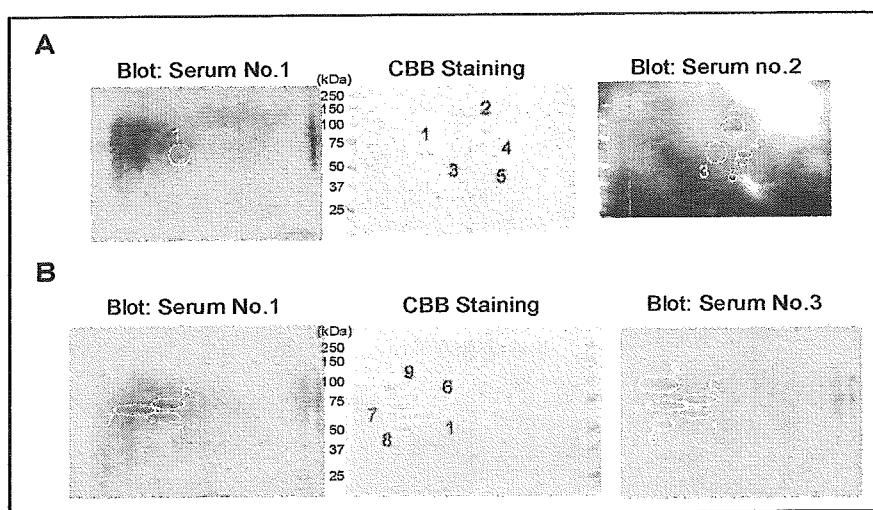 A
Blot: Serum No.1
CBB Staining
Blot: Serum no.2
(kDa)
250
150
100
75
50
37
25
1
1
2
3
4
5
3
B
Blot: Serum No.1
CBB Staining
Blot: Serum No.3
(kDa)
250
150
100
75
50
37
25
9
6
7
1
8